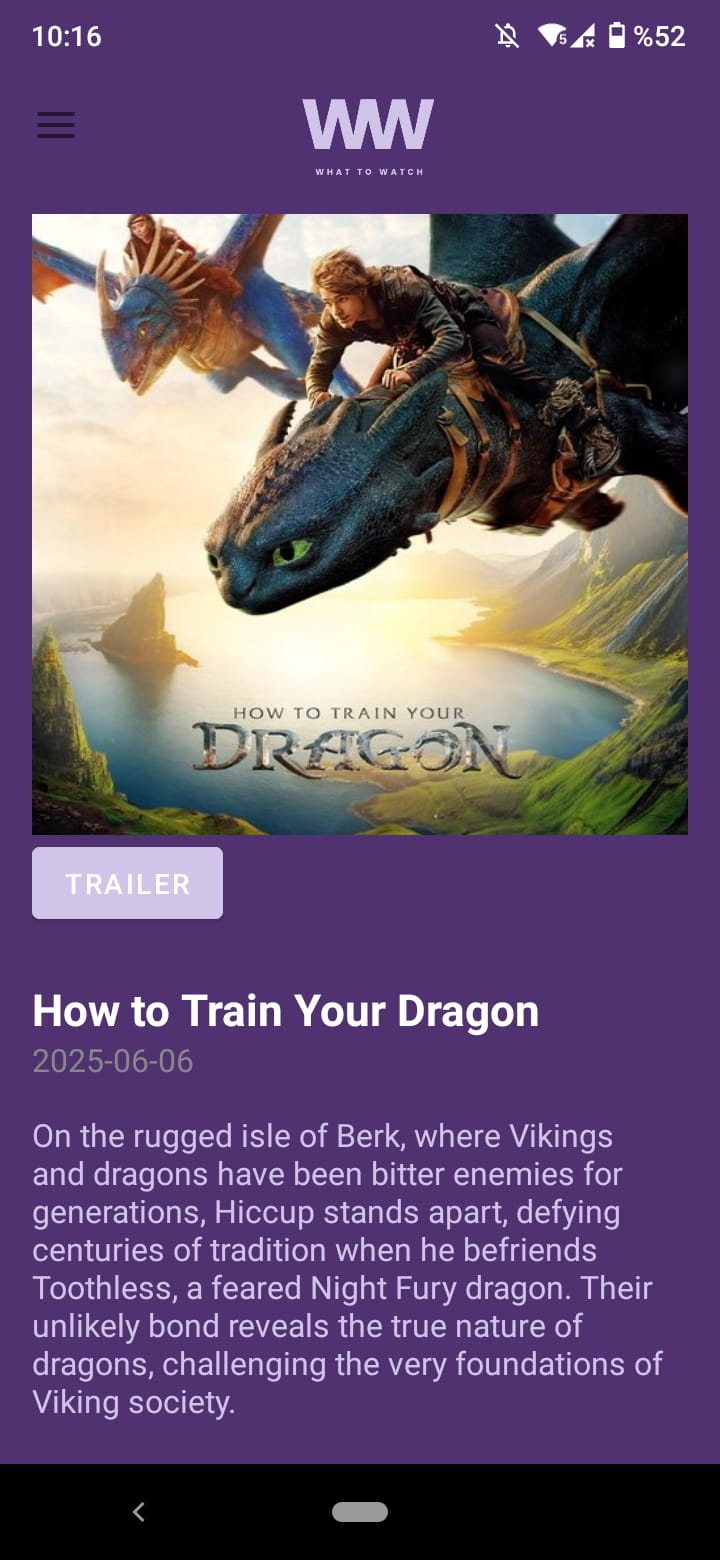 10:16
5
%52
WW
WHAT TO WATCH
HOW TO TRAIN YOUR
DRAGON
TRAILER
How to Train Your Dragon
2025-06-06
On the rugged isle of Berk, where Vikings
and dragons have been bitter enemies for
generations, Hiccup stands apart, defying
centuries of tradition when he befriends
Toothless, a feared Night Fury dragon. Their
unlikely bond reveals the true nature of
dragons, challenging the very foundations of
Viking society.